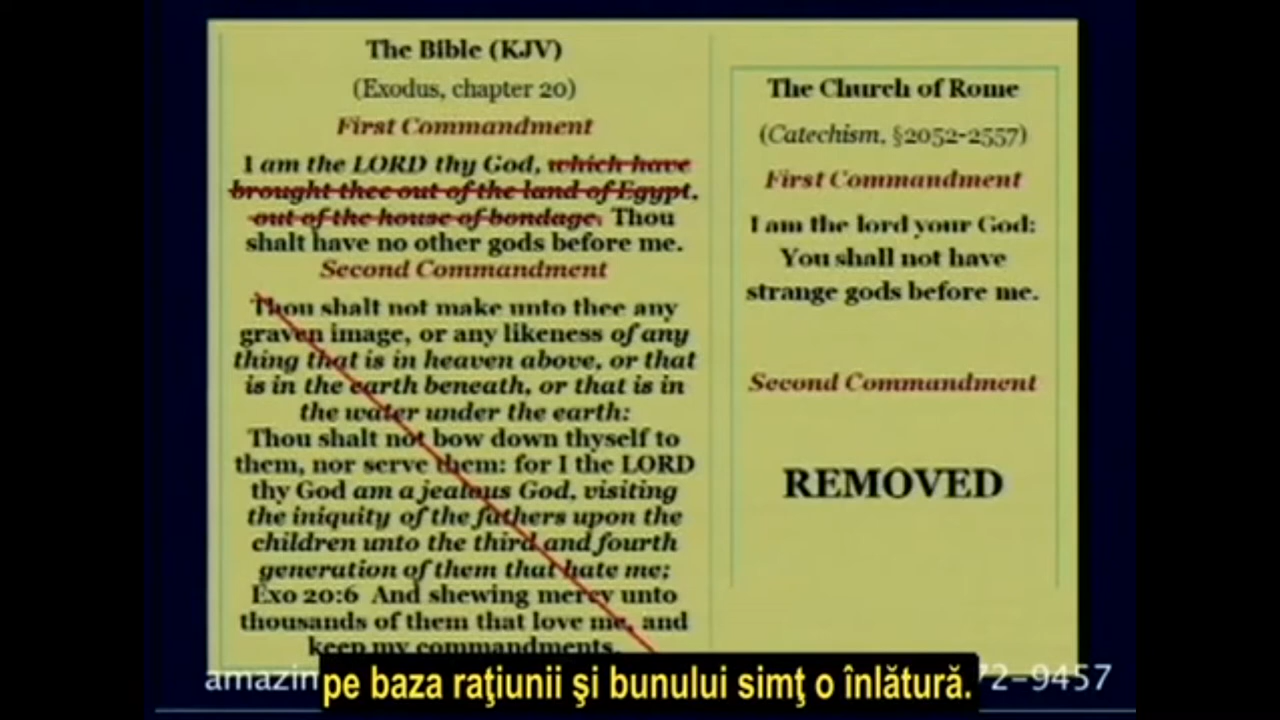 The Bible (KJV)
(Exodus, chapter 20)
First Commandment
I am the LORD thy God, which have
brought thee out of the land of Egypt,
out of the house of bondage. Thou
shalt have no other gods before me.
Second Commandment
Thou shalt not make unto thee any
graven image, or any likeness of any
thing that is in heaven above, or that
is in the earth beneath, or that is in
the water under the earth:
Thou shalt not bow down thyself to
them, nor serve them: for I the LORD
thy God am a jealous God, visiting
the iniquity of the fathers upon the
children unto the third and fourth
generation of them that hate me;
Exo 20:6 And shewing mercy unto
thousands of them that love me, and
keep my commandments.
The Church of Rome
(Catechism, §2052-2557)
First Commandment
I am the lord your God:
You shall not have
strange gods before me.
Second Commandment
REMOVED
amazin
72-9457
pe baza raţiunii şi bunului simţ o înlătură.